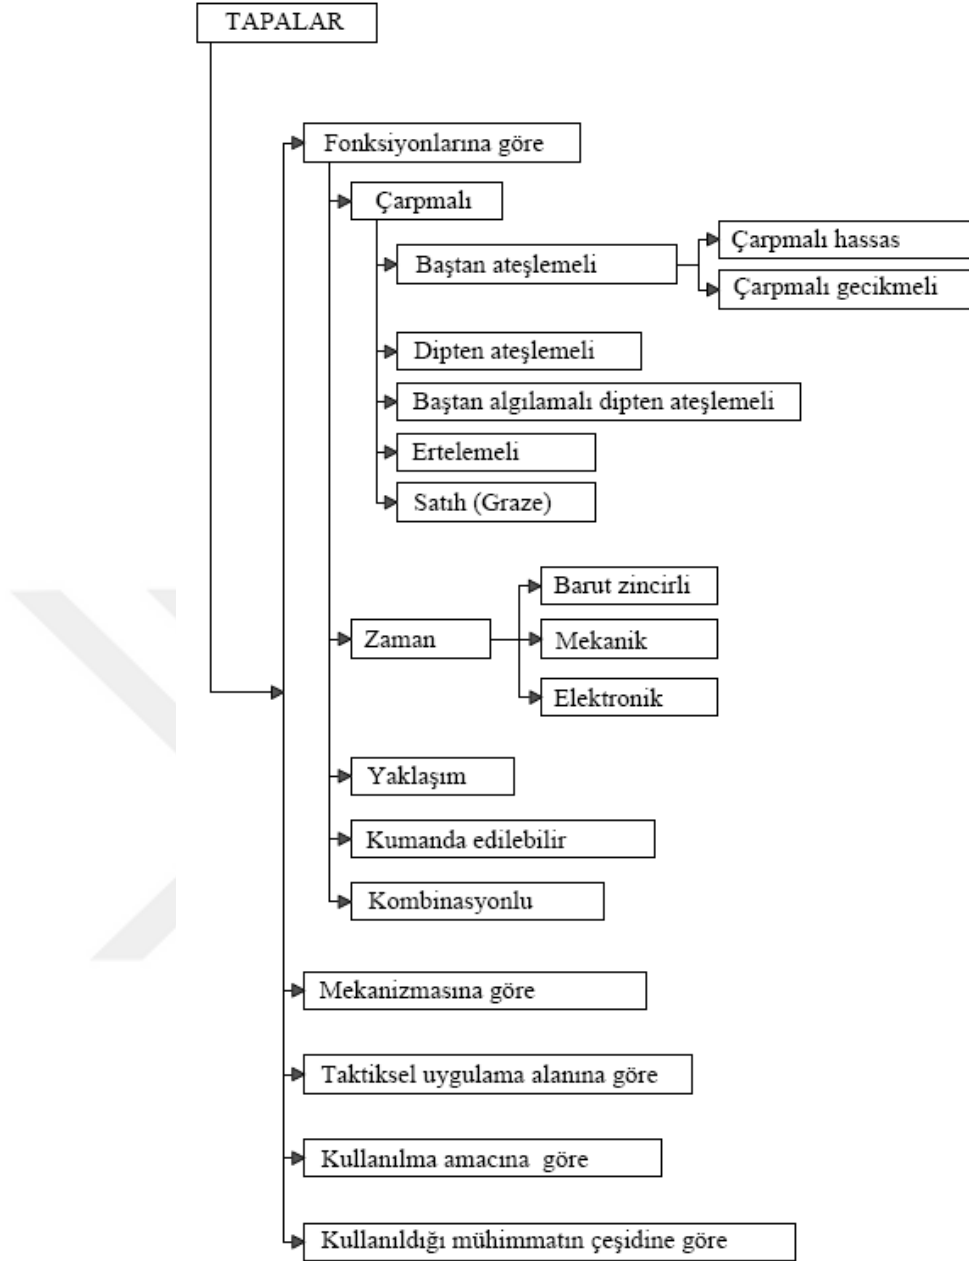 TAPALAR
Fonksiyonlarına göre
Çarpmalı
Baştan ateşlemeli
Çarpmalı hassas
Çarpmalı gecikmeli
Dipten ateşlemeli
Baştan algılamalı dipten ateşlemeli
Ertelemeli
Satıh (Graze)
Zaman
Barut zincirli
Mekanik
Elektronik
Yaklaşım
Kumanda edilebilir
Kombinasyonlu
Mekanizmasına göre
Taktiksel uygulama alanına göre
Kullanılma amacına göre
Kullanıldığı mühimmatın çeşidine göre